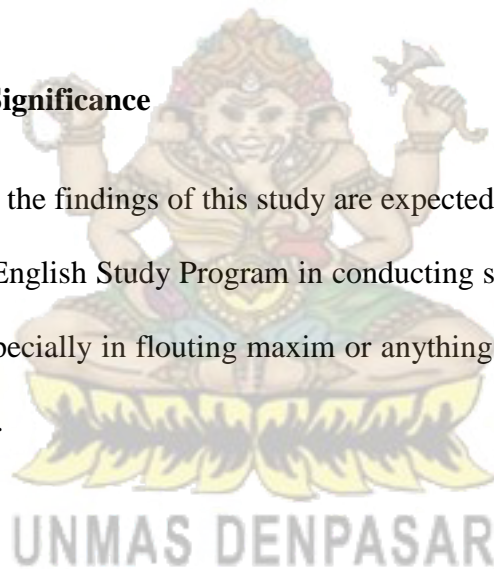 Significance
the findings of this study are expected
English Study Program in conducting s
pecially in flouting maxim or anything
.
UNMAS DENPASAR